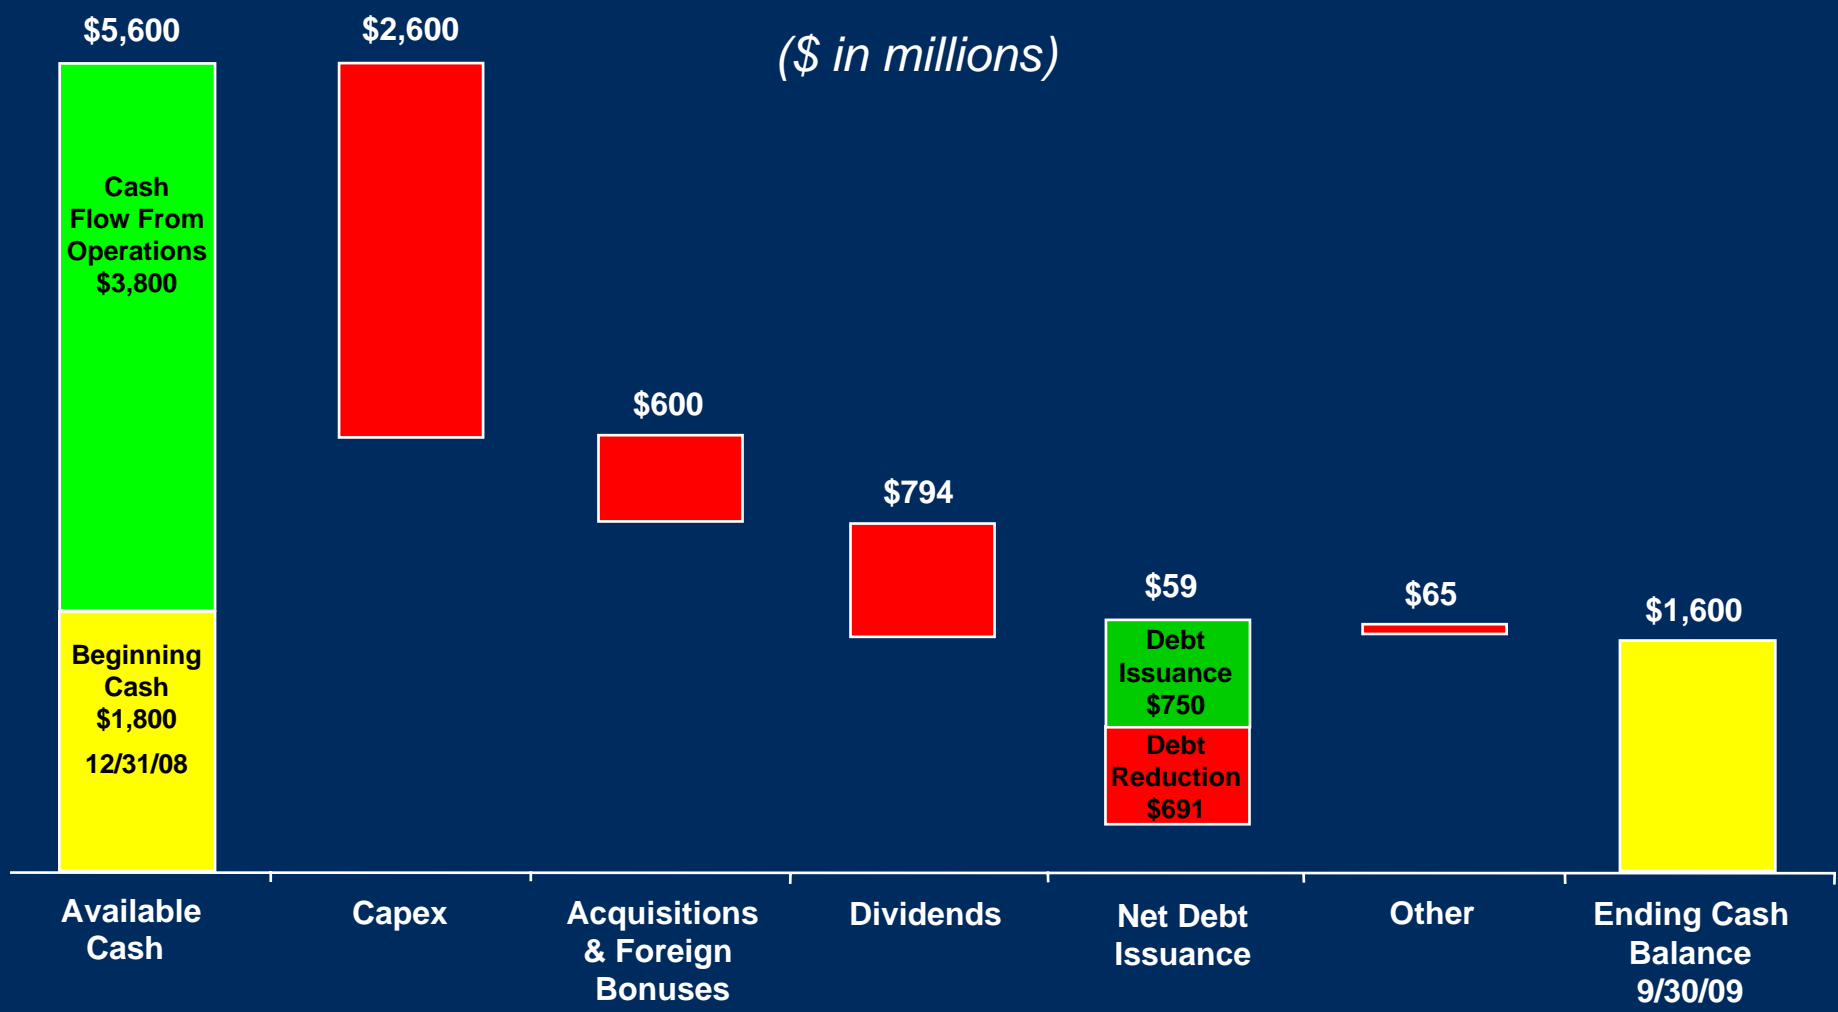 ($ in millions)
$5,600
Cash
Flow From
Operations
$3,800
Beginning
Cash
$1,800
12/31/08
$2,600
$600
$794
$59
Debt
Issuance
$750
Debt
Reduction
$691
$65
$1,600
Available
Cash
Capex
Acquisitions
& Foreign
Bonuses
Dividends
Net Debt
Issuance
Other
Ending Cash
Balance
9/30/09